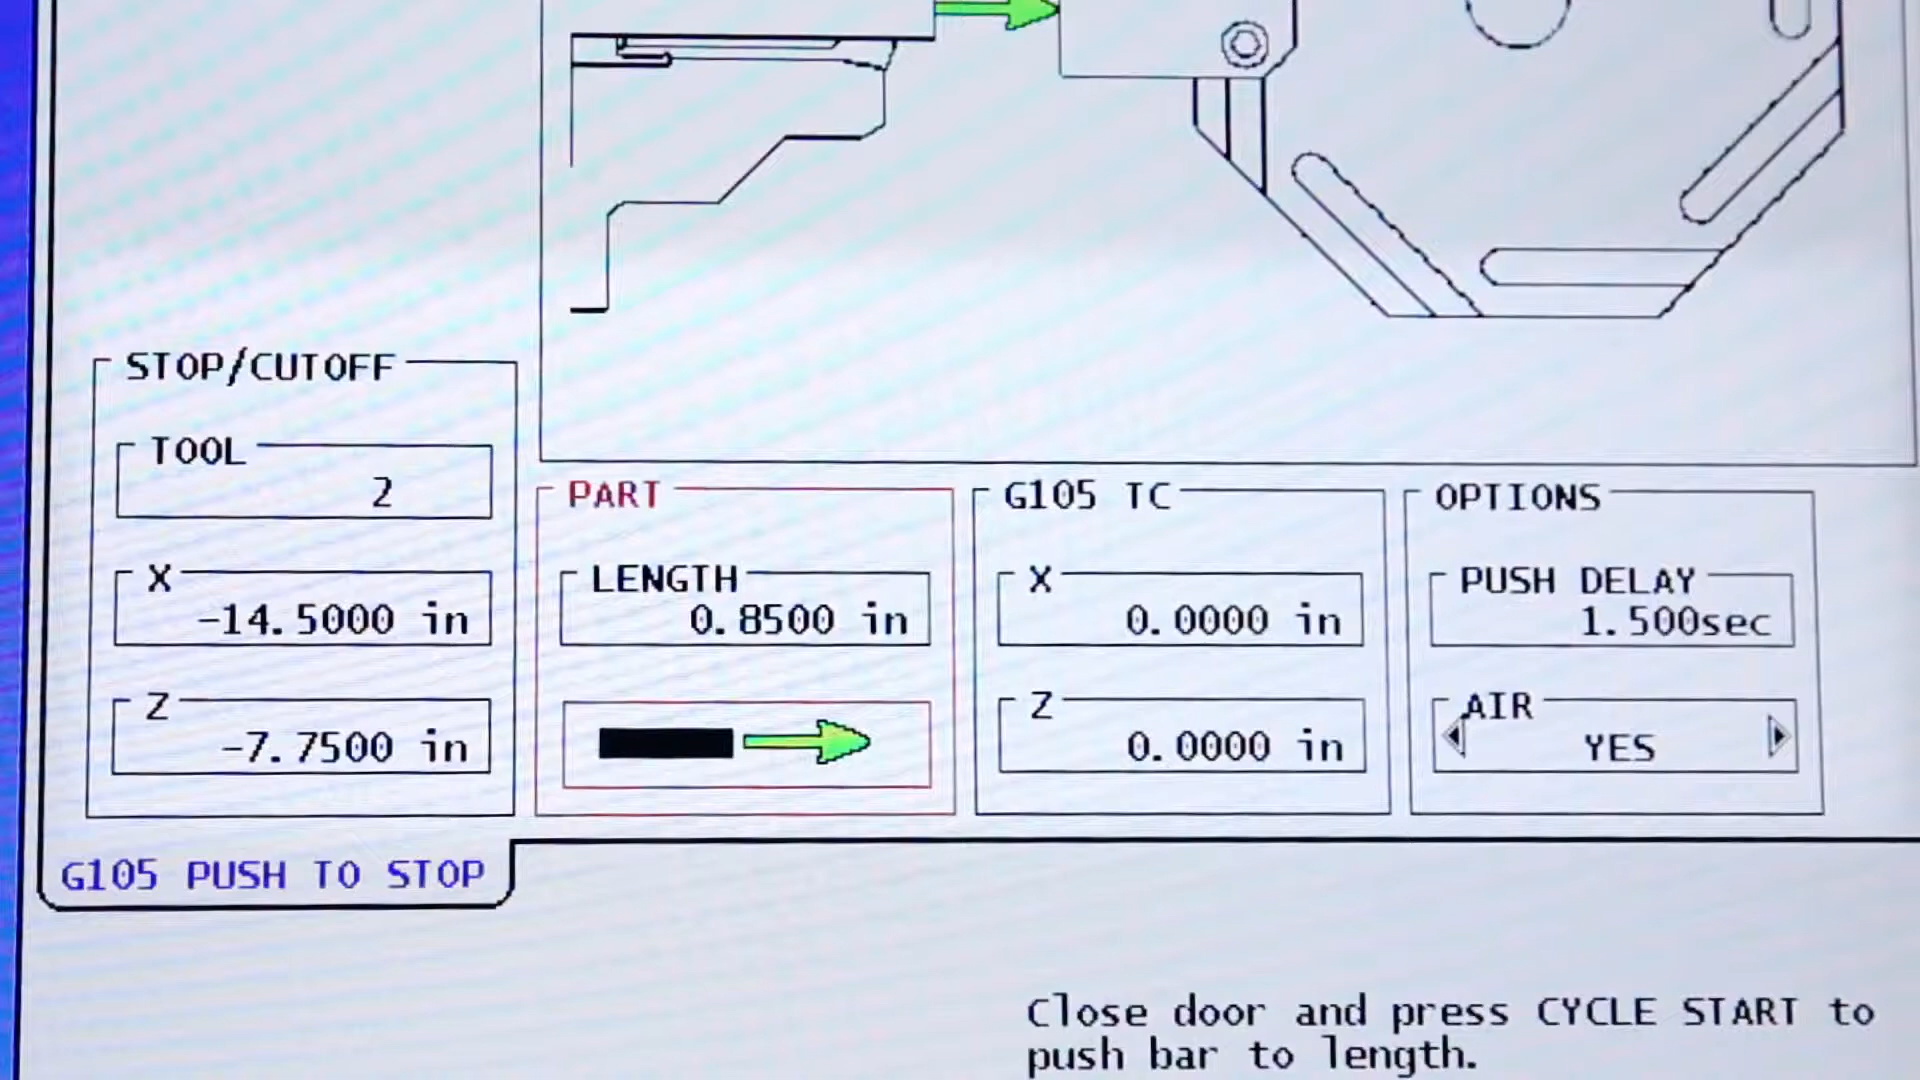 STOP/CUTOFF
TOOL
2
X
-14.5000 in
Z
-7.7500 in
PART
LENGTH
0.8500 in
G105 TC
X
0.0000 in
Z
0.0000 in
OPTIONS
PUSH DELAY
1.500sec
AIR
YES
G105 PUSH TO STOP
Close door and press CYCLE START to
push bar to length.